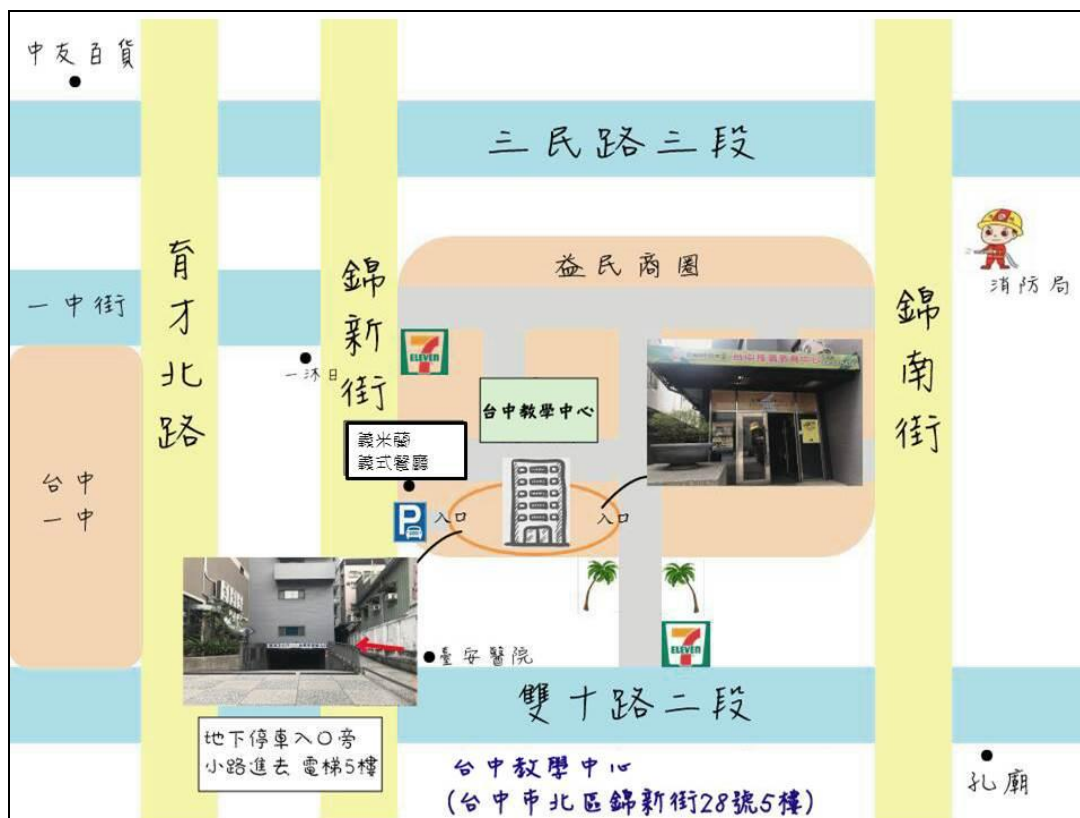 中友百貨
三民路三段
育才北路
錦新街
益民商圈
錦南街
消防局
一中街
7
ELEVEN
一沐日
台中教學中心
義米蘭
義式餐廳
台中
一中
P
入口
入口
7
ELEVEN
臺安醫院
雙十路二段
地下停車入口旁
小路進去 電梯5樓
台中教學中心
(台中市北區錦新街28號5樓)
孔廟